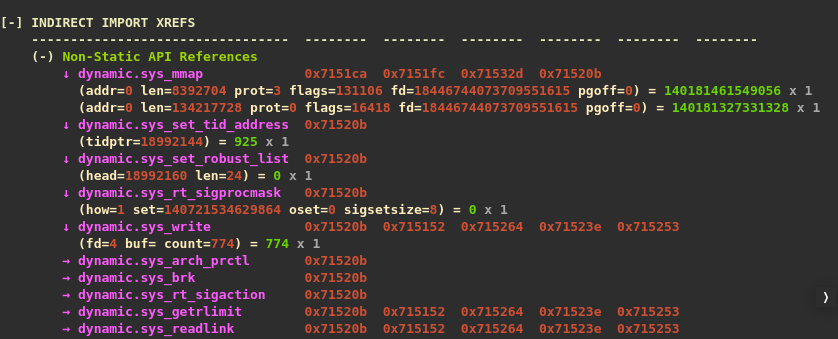 [-] INDIRECT IMPORT XREFS
--------------------------------- -------- -------- -------- -------- -------- --------
(-) Non-Static API References
↓ dynamic.sys_mmap 0x7151ca 0x7151fc 0x71532d 0x71520b
(addr=0 len=8392704 prot=3 flags=131106 fd=18446744073709551615 pgoff=0) = 140181461549056 x 1
(addr=0 len=134217728 prot=0 flags=16418 fd=18446744073709551615 pgoff=0) = 140181327331328 x 1
↓ dynamic.sys_set_tid_address 0x71520b
(tidptr=18992144) = 925 x 1
↓ dynamic.sys_set_robust_list 0x71520b
(head=18992160 len=24) = 0 x 1
↓ dynamic.sys_rt_sigprocmask 0x71520b
(how=1 set=140721534629864 oset=0 sigsetsize=8) = 0 x 1
↓ dynamic.sys_write 0x71520b 0x715152 0x715264 0x71523e 0x715253
(fd=4 buf= count=774) = 774 x 1
→ dynamic.sys_arch_prctl 0x71520b
→ dynamic.sys_brk 0x71520b
→ dynamic.sys_rt_sigaction 0x71520b
→ dynamic.sys_getrlimit 0x71520b 0x715152 0x715264 0x71523e 0x715253
→ dynamic.sys_readlink 0x71520b 0x715152 0x715264 0x71523e 0x715253